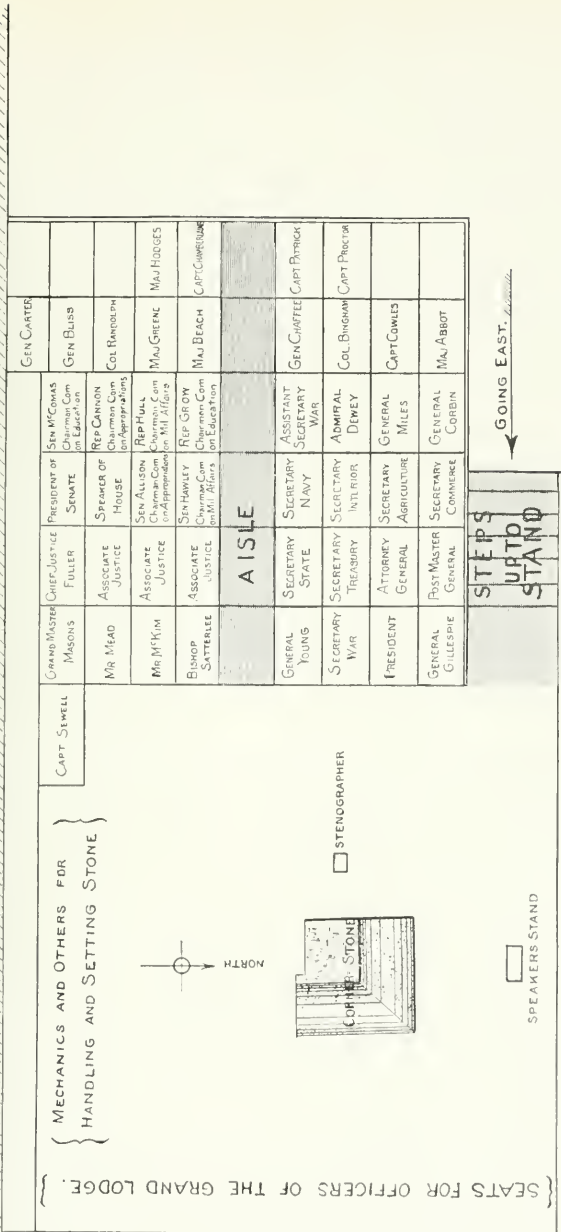 MECHANICS AND OTHERS FOR
HANDLING AND SETTING STONE
CAPT SEWELL
GRAND MASTER
MASONS
CHIEF JUSTICE
FULLER
PRESIDENT OF
SENATE
SEN McCOMAS
Chairman Com
on Education
GEN CARTER
GEN BLISS
MR MEAD
ASSOCIATE
JUSTICE
SPEAKER OF
HOUSE
REP CANNON
Chairman Com
on Appropriations
COL RANDOLPH
MR McKIM
ASSOCIATE
JUSTICE
SEN ALLISON
Chairman Com
on Appropriations
REP HULL
Chairman Com
on Mil Affairs
MAJ GREENE
MAJ HODGES
BISHOP
SATTERLEE
ASSOCIATE
JUSTICE
SEN HAWLEY
Chairman Com
on Mil Affairs
REP GROW
Chairman Com
on Education
MAJ BEACH
CAPT CHAMBERLAINE
AISLE
GENERAL
YOUNG
SECRETARY
STATE
SECRETARY
NAVY
ASSISTANT
SECRETARY
WAR
GEN CHAFFEE
CAPT PATRICK
SECRETARY
WAR
SECRETARY
TREASURY
SECRETARY
INTERIOR
ADMIRAL
DEWEY
COL. BINGHAM
CAPT PROCTOR
PRESIDENT
ATTORNEY
GENERAL
SECRETARY
AGRICULTURE
GENERAL
MILES
CAPT COWLES
GENERAL
GILLESPIE
POST MASTER
GENERAL
SECRETARY
COMMERCE
GENERAL
CORBIN
MAJ ABBOT
STEPS
UP TO
STAND
GOING EAST.
NORTH
STENOGRAPHER
CORNER STONE
SPEAKERS STAND
SEATS FOR OFFICERS OF THE GRAND LODGE.